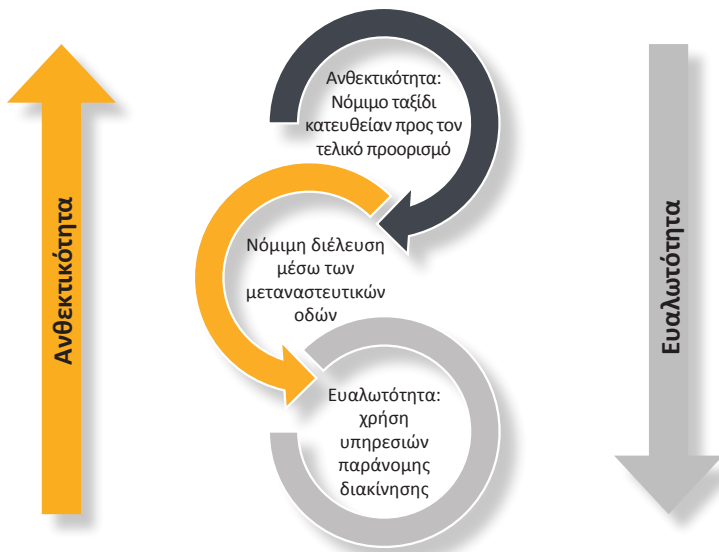 Ανθεκτικότητα
Ανθεκτικότητα:
Νόμιμο ταξίδι
κατευθείαν προς τον
τελικό προορισμό
Νόμιμη διέλευση
μέσω των
μεταναστευτικών
οδών
Ευαλωτότητα:
χρήση
υπηρεσιών
παράνομης
διακίνησης
Ευαλωτότητα